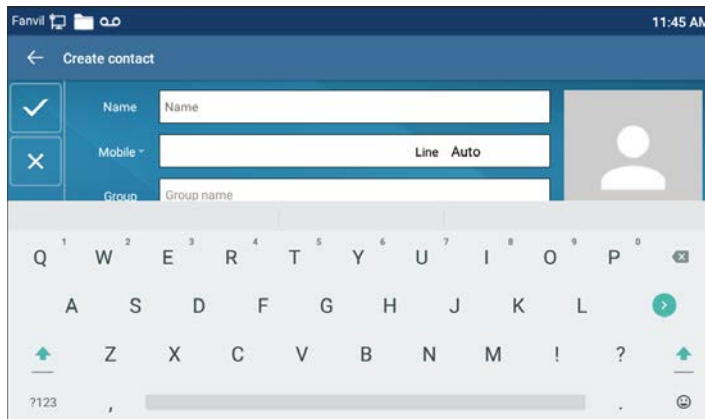 Fanvil 11:45 AM
Create contact
Name Name
Mobile Line Auto
Group Group name
Q 1 W 2 E 3 R 4 T 5 Y 6 U 7 I 8 O 9 P 0
A S D F G H J K L
Z X C V B N M ! ?
?123 , .